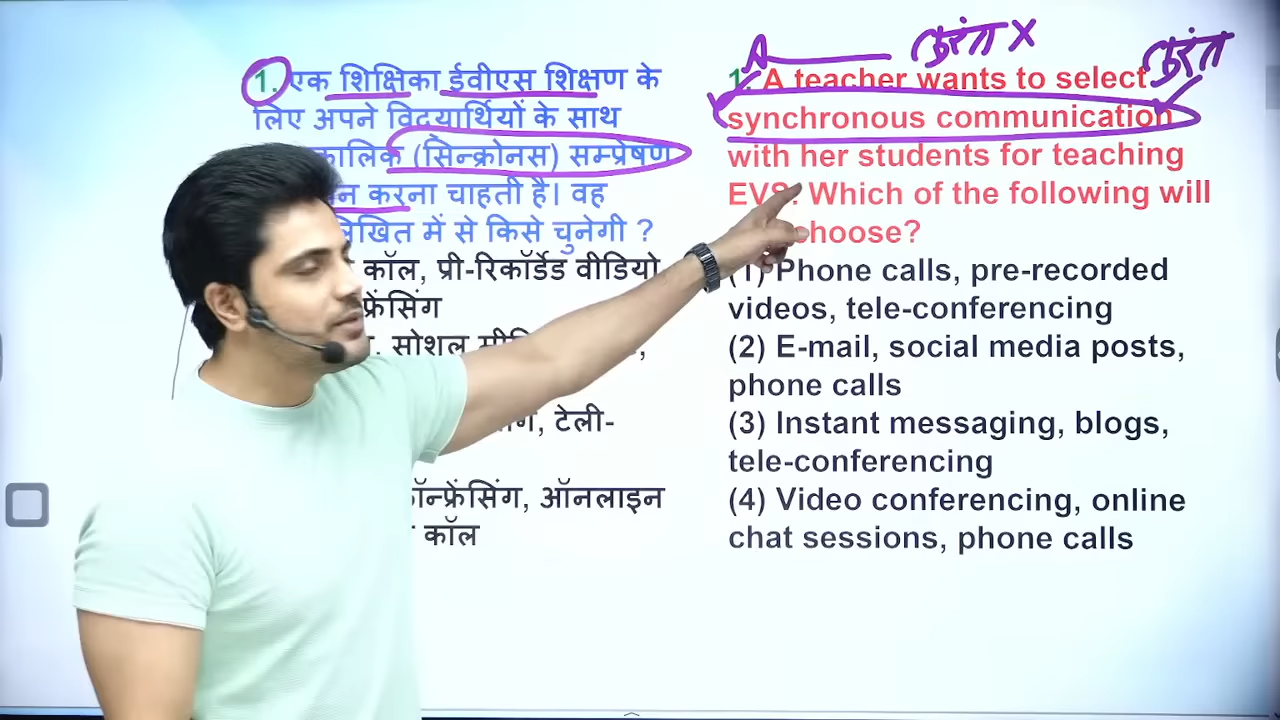 1. एक शिक्षिका ईवीएस शिक्षण के
लिए अपने विद्यार्थियों के साथ
(सिन्क्रोनस) सम्प्रेषण
करना चाहती है। वह
में से किसे चुनेगी ?
कॉल, प्री-रिकॉर्डेड वीडियो
सोशल
टेली-
ऑनलाइन
कॉल
A तुरंत X
तुरंत
1. A teacher wants to select
synchronous communication
with her students for teaching
EVS. Which of the following will
choose?
(1) Phone calls, pre-recorded
videos, tele-conferencing
(2) E-mail, social media posts,
phone calls
(3) Instant messaging, blogs,
tele-conferencing
(4) Video conferencing, online
chat sessions, phone calls